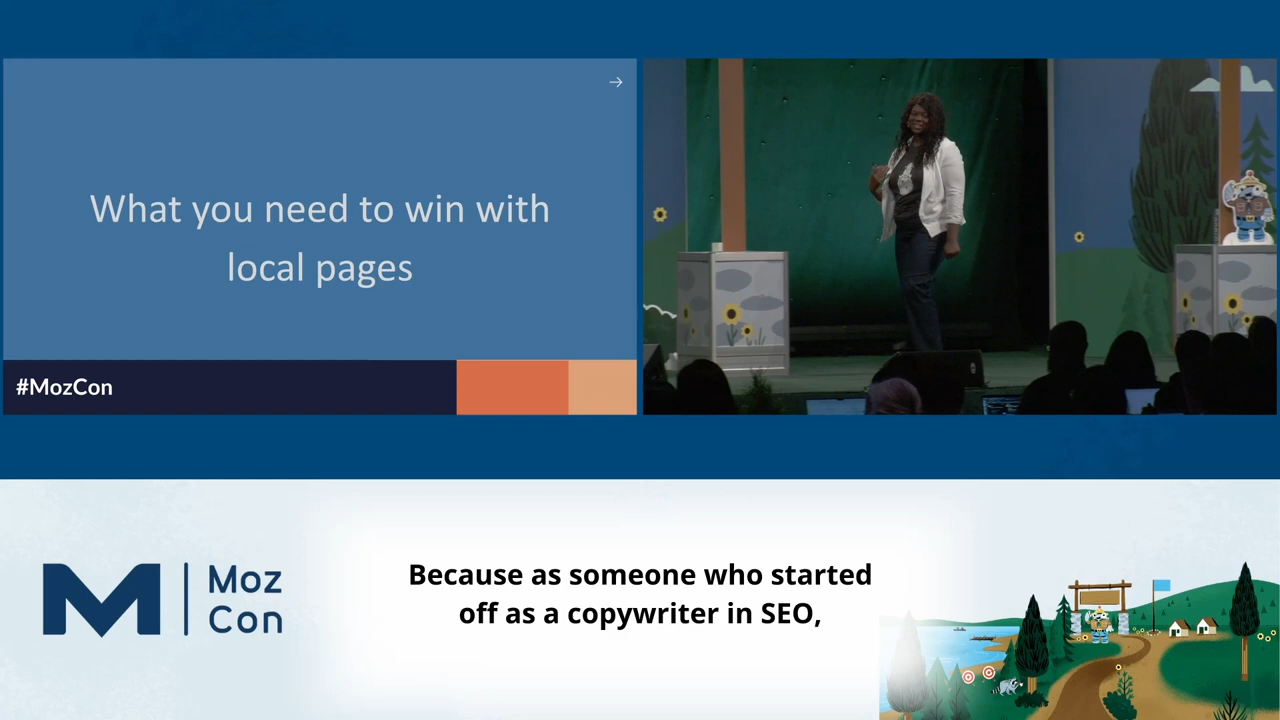 →
What you need to win with
local pages
#MozCon
Because as someone who started
off as a copywriter in SEO,
M
Moz
Con